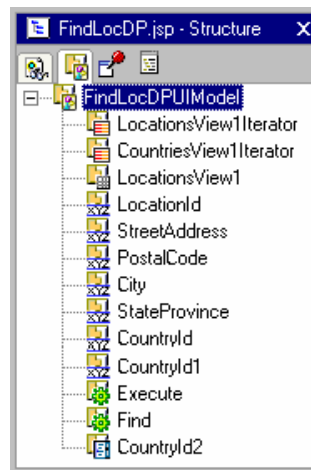 FindLocDP.jsp - Structure
FindLocDPUIModel
LocationsView1Iterator
CountriesView1Iterator
LocationsView1
LocationId
StreetAddress
PostalCode
City
StateProvince
CountryId
CountryId1
Execute
Find
CountryId2